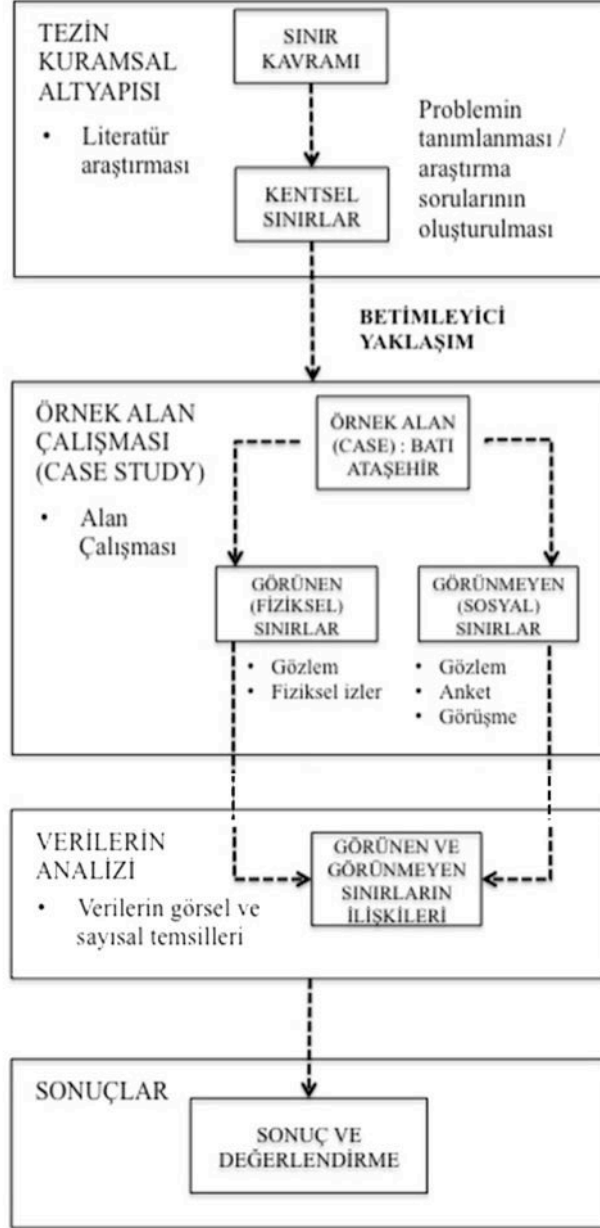 TEZİN
KURAMSAL
ALTYAPISI
• Literatür
araştırması
SINIR
KAVRAMI
KENTSEL
SINIRLAR
Problemin
tanımlanması /
araştırma
sorularının
oluşturulması
BETİMLEYİCİ
YAKLAŞIM
ÖRNEK ALAN
ÇALIŞMASI
(CASE STUDY)
• Alan
Çalışması
ÖRNEK ALAN
(CASE) : BATI
ATAŞEHİR
GÖRÜNEN
(FİZİKSEL)
SINIRLAR
• Gözlem
• Fiziksel izler
GÖRÜNMEYEN
(SOSYAL)
SINIRLAR
• Gözlem
• Anket
• Görüşme
VERİLERİN
ANALİZİ
• Verilerin görsel ve
sayısal temsilleri
GÖRÜNEN VE
GÖRÜNMEYEN
SINIRLARIN
İLİŞKİLERİ
SONUÇLAR
SONUÇ VE
DEĞERLENDİRME